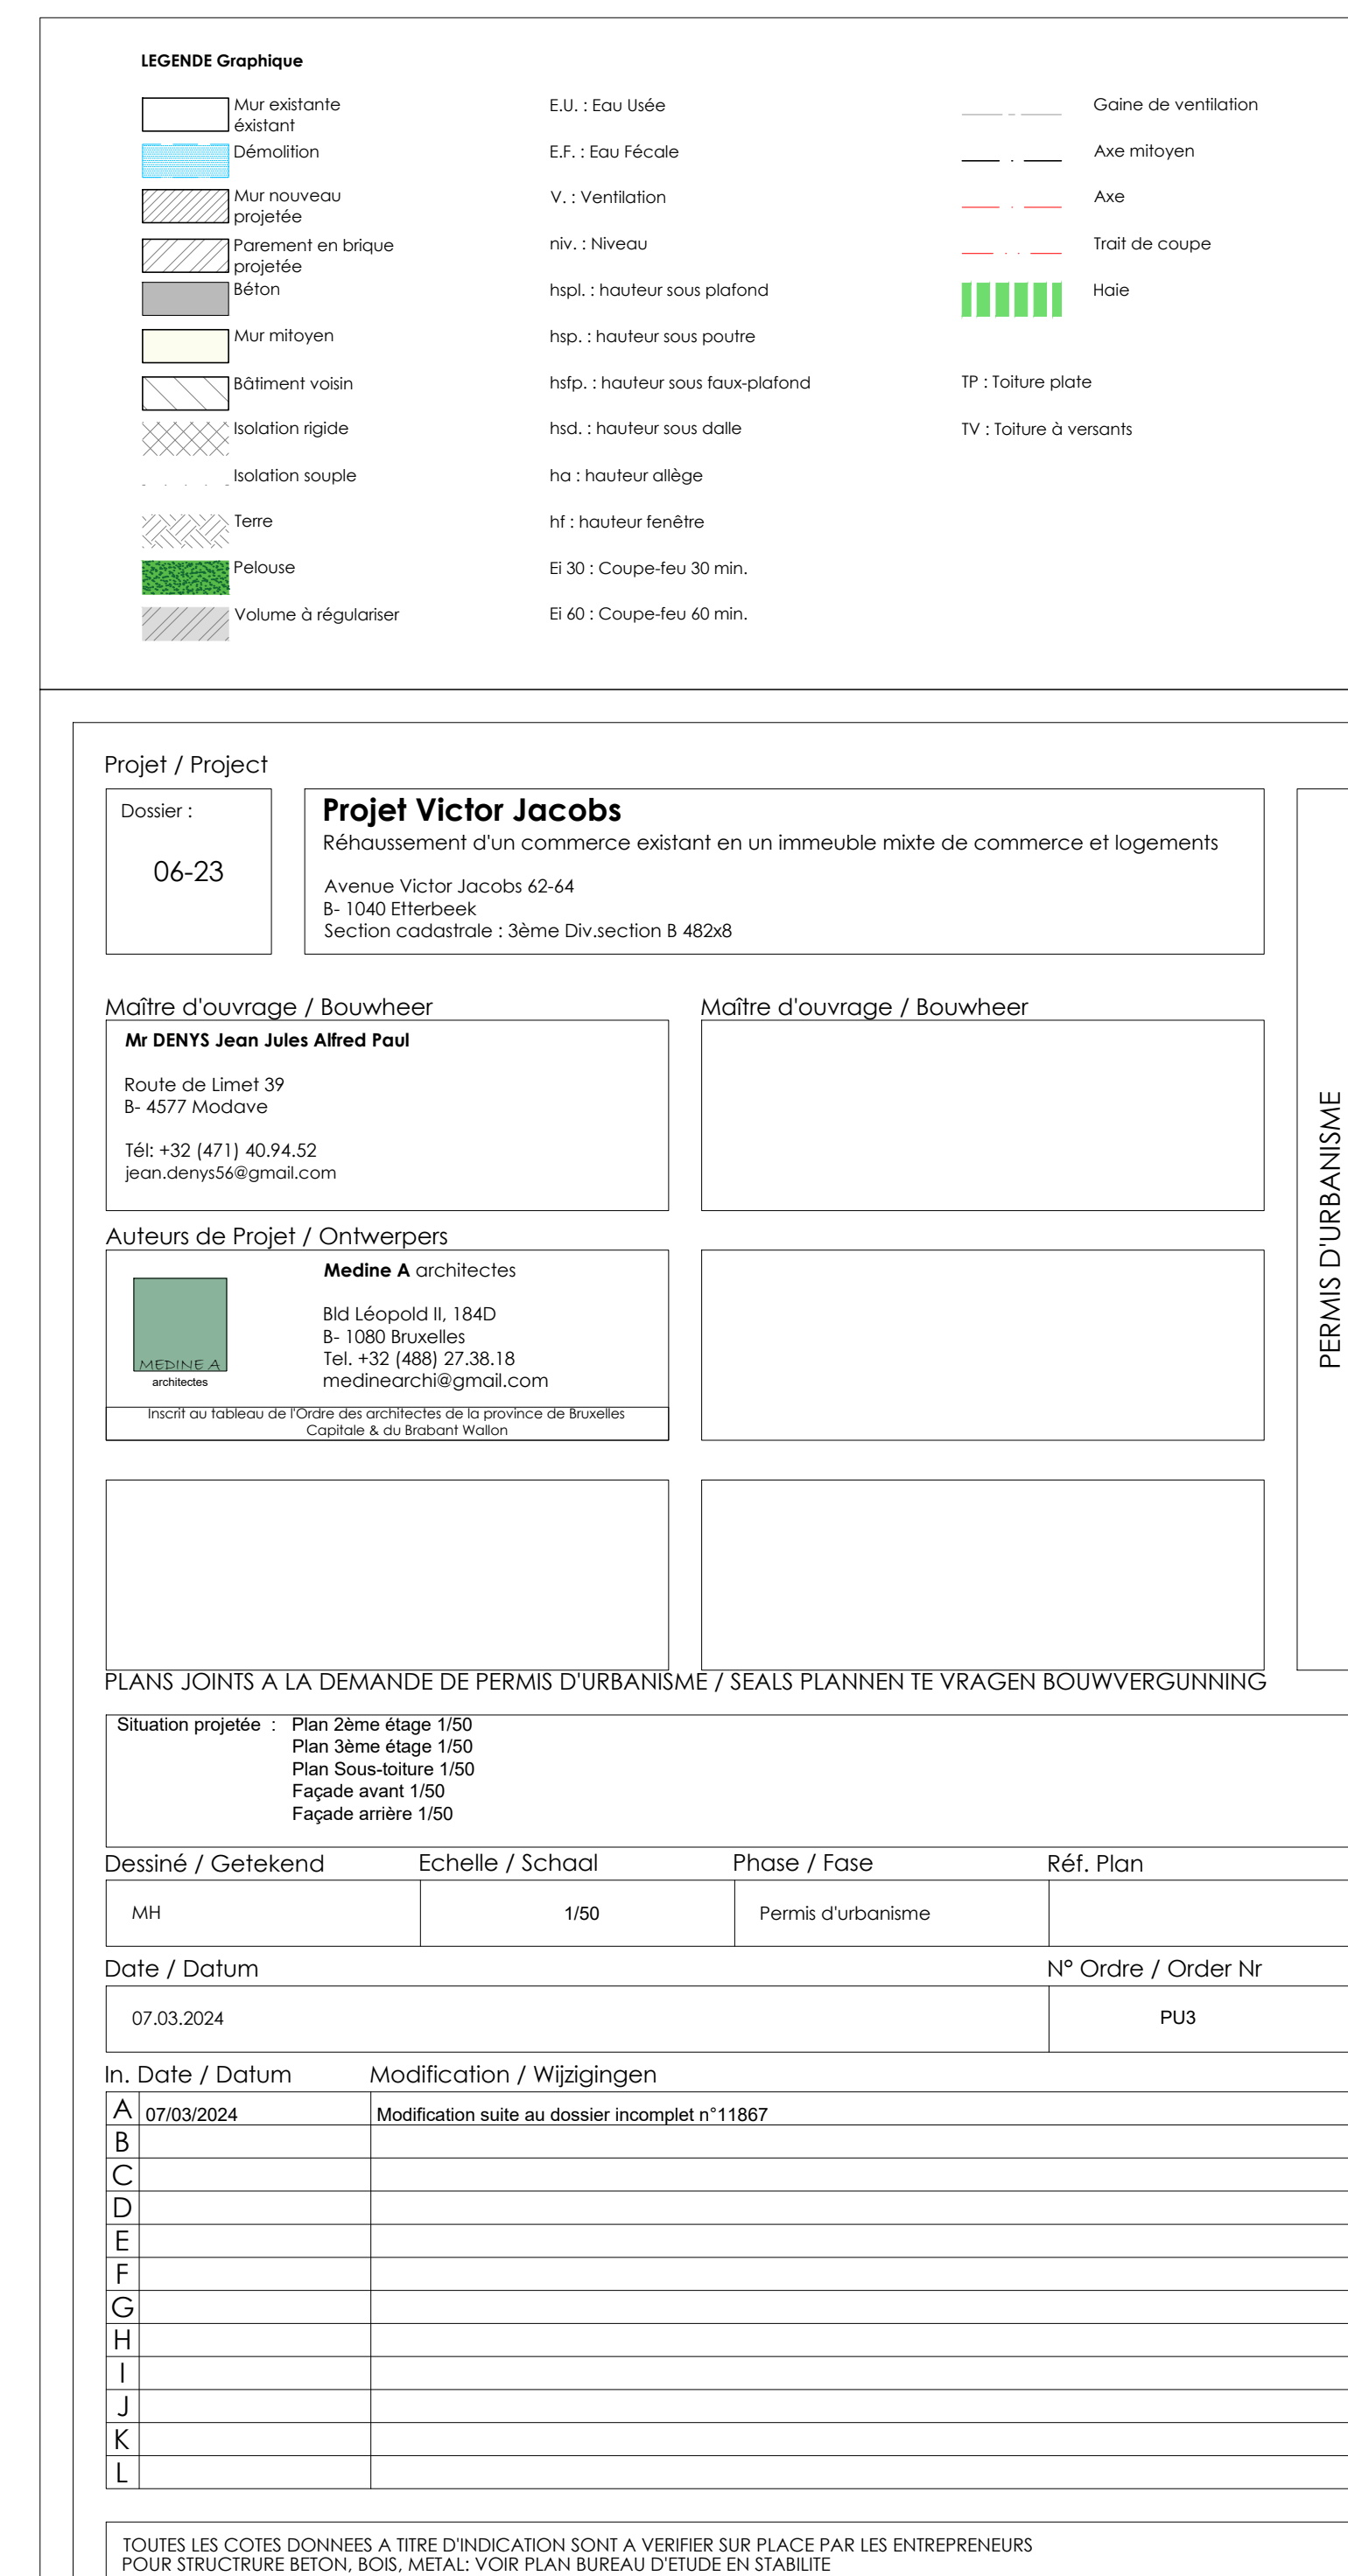 LEGENDE Graphique
Mur existante
éxistant
Démolition
Mur nouveau
projetée
Parement en brique
projetée
Béton
Mur mitoyen
Bâtiment voisin
Isolation rigide
Isolation souple
Terre
Pelouse
Volume à régulariser
E.U. : Eau Usée
E.F. : Eau Fécale
V. : Ventilation
niv. : Niveau
hspl. : hauteur sous plafond
hsp. : hauteur sous poutre
hsfp. : hauteur sous faux-plafond
hsd. : hauteur sous dalle
ha : hauteur allège
hf : hauteur fenêtre
Ei 30 : Coupe-feu 30 min.
Ei 60 : Coupe-feu 60 min.
Gaine de ventilation
Axe mitoyen
Axe
Trait de coupe
Haie
TP : Toiture plate
TV : Toiture à versants
Projet / Project
Dossier :
06-23
Projet Victor Jacobs
Réhaussement d'un commerce existant en un immeuble mixte de commerce et logements
Avenue Victor Jacobs 62-64
B- 1040 Etterbeek
Section cadastrale : 3ème Div.section B 482x8
Maître d'ouvrage / Bouwheer
Mr DENYS Jean Jules Alfred Paul
Route de Limet 39
B- 4577 Modave
Tél: +32 (471) 40.94.52
jean.denys56@gmail.com
Maître d'ouvrage / Bouwheer
PERMIS D'URBANISME
Auteurs de Projet / Ontwerpers
MEDINE A
architectes
Medine A architectes
Bld Léopold II, 184D
B- 1080 Bruxelles
Tel. +32 (488) 27.38.18
medinearchi@gmail.com
Inscrit au tableau de l'Ordre des architectes de la province de Bruxelles
Capitale & du Brabant Wallon
PLANS JOINTS A LA DEMANDE DE PERMIS D'URBANISME / SEALS PLANNEN TE VRAGEN BOUWVERGUNNING
Situation projetée : Plan 2ème étage 1/50
Plan 3ème étage 1/50
Plan Sous-toiture 1/50
Façade avant 1/50
Façade arrière 1/50
Dessiné / Getekend Echelle / Schaal Phase / Fase Réf. Plan
MH 1/50 Permis d'urbanisme
Date / Datum N° Ordre / Order Nr
07.03.2024 PU3
In. Date / Datum Modification / Wijzigingen
A 07/03/2024 Modification suite au dossier incomplet n°11867
B
C
D
E
F
G
H
I
J
K
L
TOUTES LES COTES DONNEES A TITRE D'INDICATION SONT A VERIFIER SUR PLACE PAR LES ENTREPRENEURS
POUR STRUCTRURE BETON, BOIS, METAL: VOIR PLAN BUREAU D'ETUDE EN STABILITE